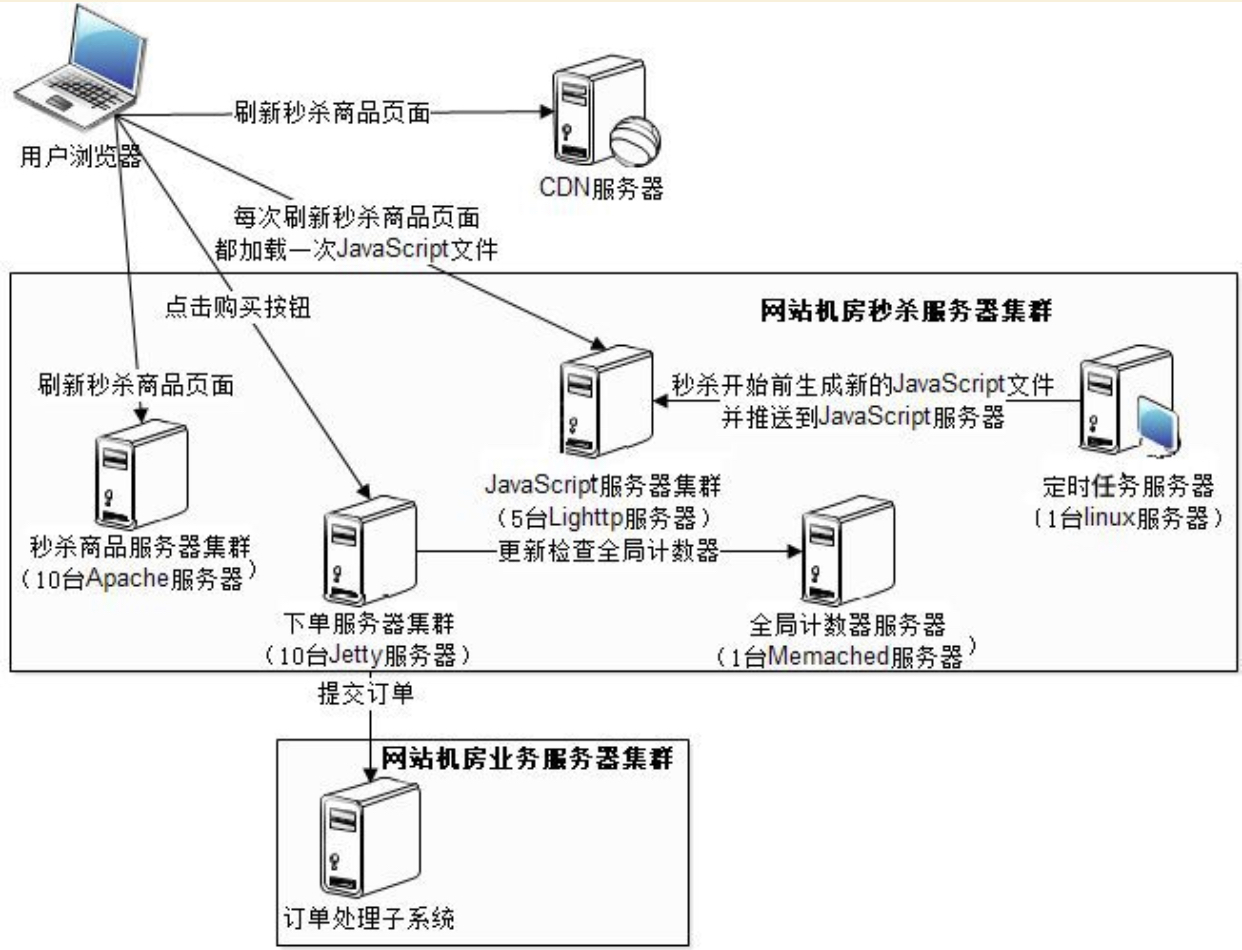 刷新秒杀商品页面
用户浏览器
CDN服务器
每次刷新秒杀商品页面
都加载一次JavaScript文件
点击购买按钮
网站机房秒杀服务器集群
刷新秒杀商品页面
秒杀开始前生成新的JavaScript文件
并推送到JavaScript服务器
JavaScript服务器集群
（5台Lighttp服务器）
定时任务服务器
（1台linux服务器）
秒杀商品服务器集群
（10台Apache服务器）
更新检查全局计数器
下单服务器集群
（10台Jetty服务器）
全局计数器服务器
（1台Memached服务器）
提交订单
网站机房业务服务器集群
订单处理子系统